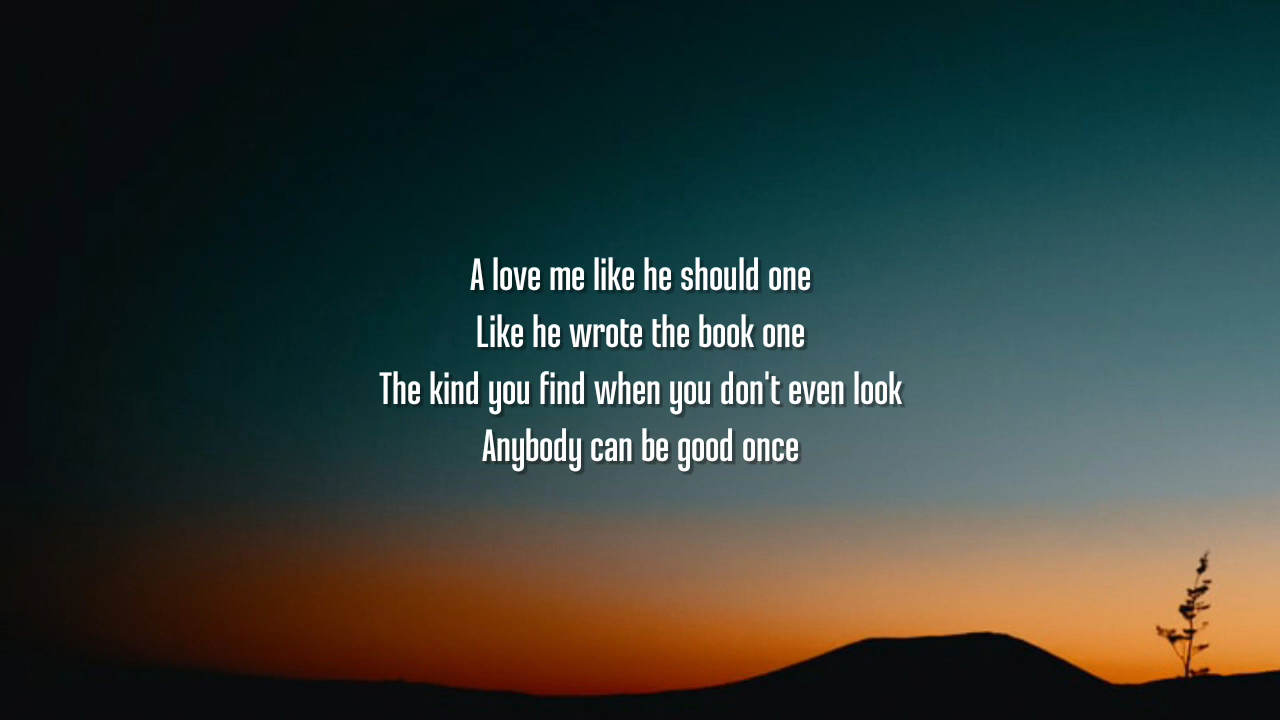 A love me like he should one
Like he wrote the book one
The kind you find when you don't even look
Anybody can be good once